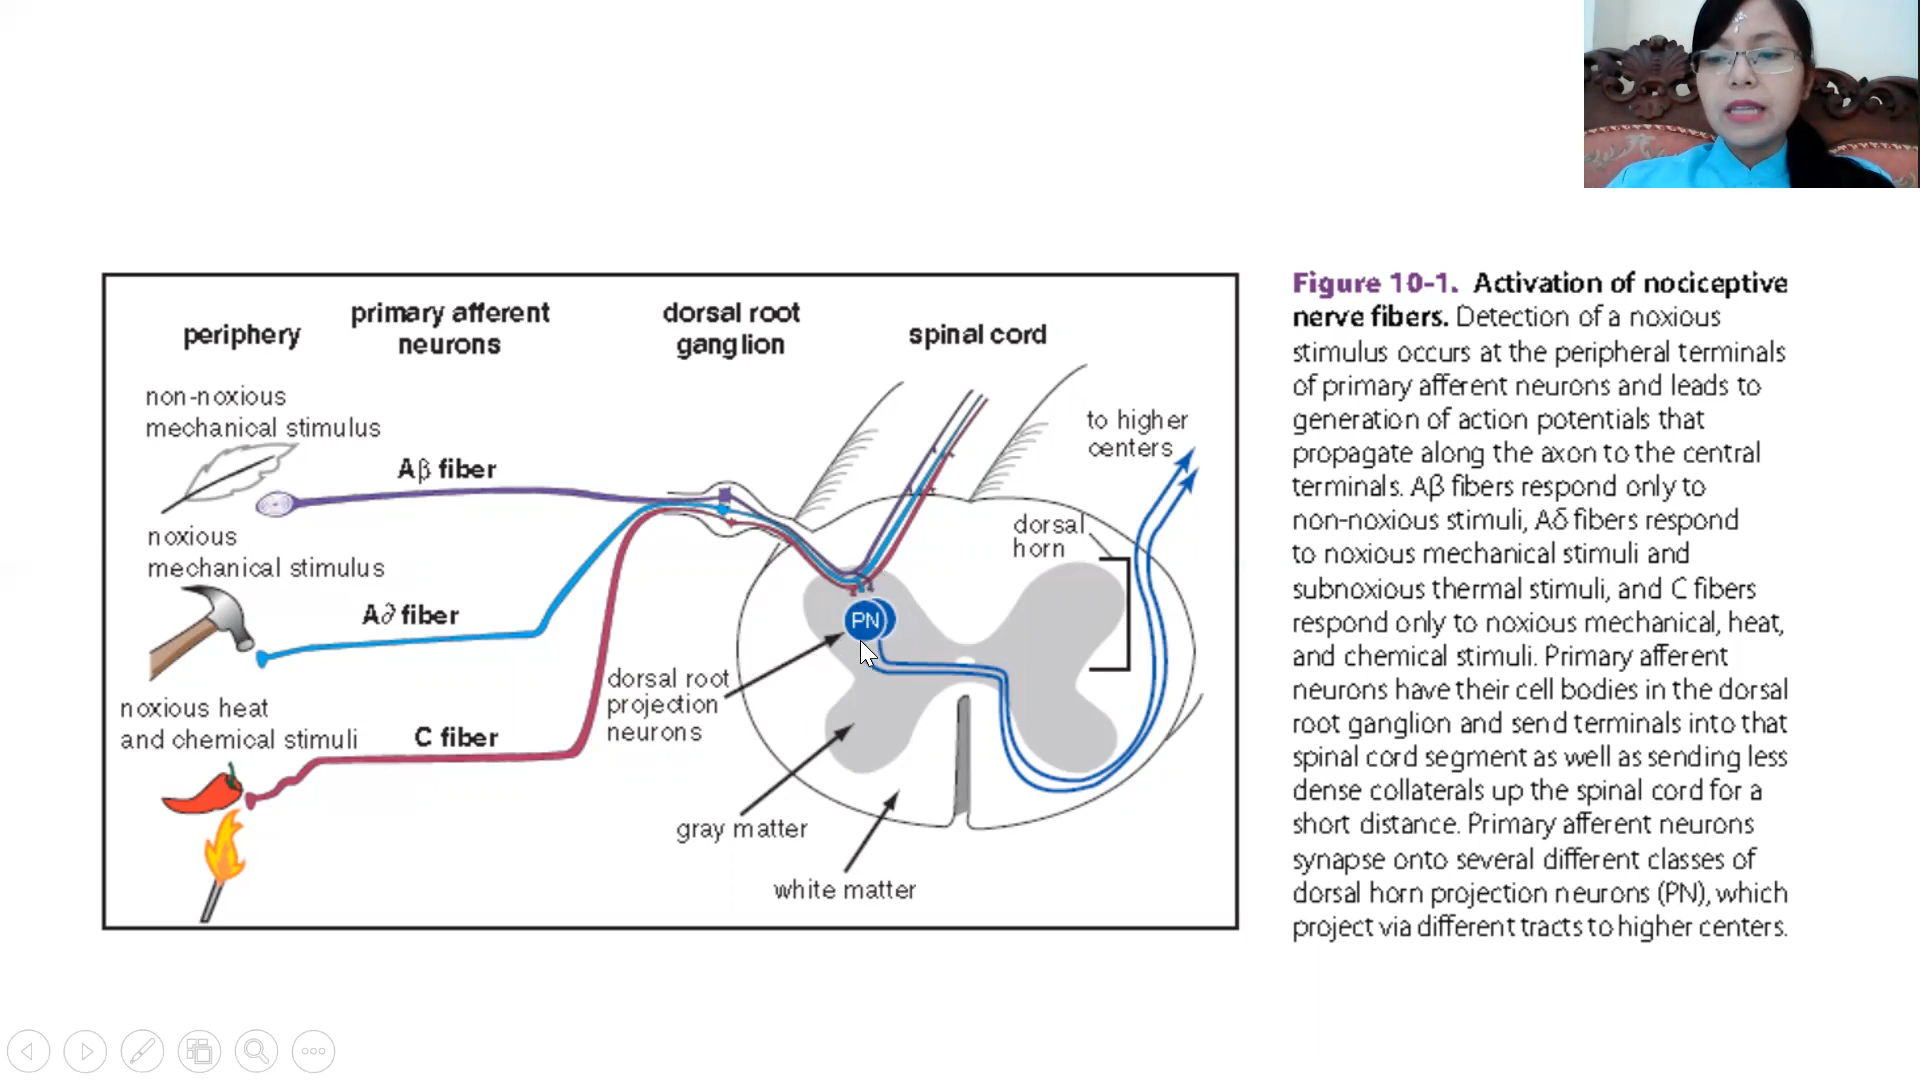 periphery
primary afferent
neurons
dorsal root
ganglion
spinal cord
non-noxious
mechanical stimulus
Aβ fiber
noxious
mechanical stimulus
A∂ fiber
noxious heat
and chemical stimuli
C fiber
dorsal root
projection
neurons
PN
gray matter
white matter
dorsal
horn
to higher
centers
Figure 10-1. Activation of nociceptive
nerve fibers. Detection of a noxious
stimulus occurs at the peripheral terminals
of primary afferent neurons and leads to
generation of action potentials that
propagate along the axon to the central
terminals. Aβ fibers respond only to
non-noxious stimuli, Aδ fibers respond
to noxious mechanical stimuli and
subnoxious thermal stimuli, and C fibers
respond only to noxious mechanical, heat,
and chemical stimuli. Primary afferent
neurons have their cell bodies in the dorsal
root ganglion and send terminals into that
spinal cord segment as well as sending less
dense collaterals up the spinal cord for a
short distance. Primary afferent neurons
synapse onto several different classes of
dorsal horn projection neurons (PN), which
project via different tracts to higher centers.